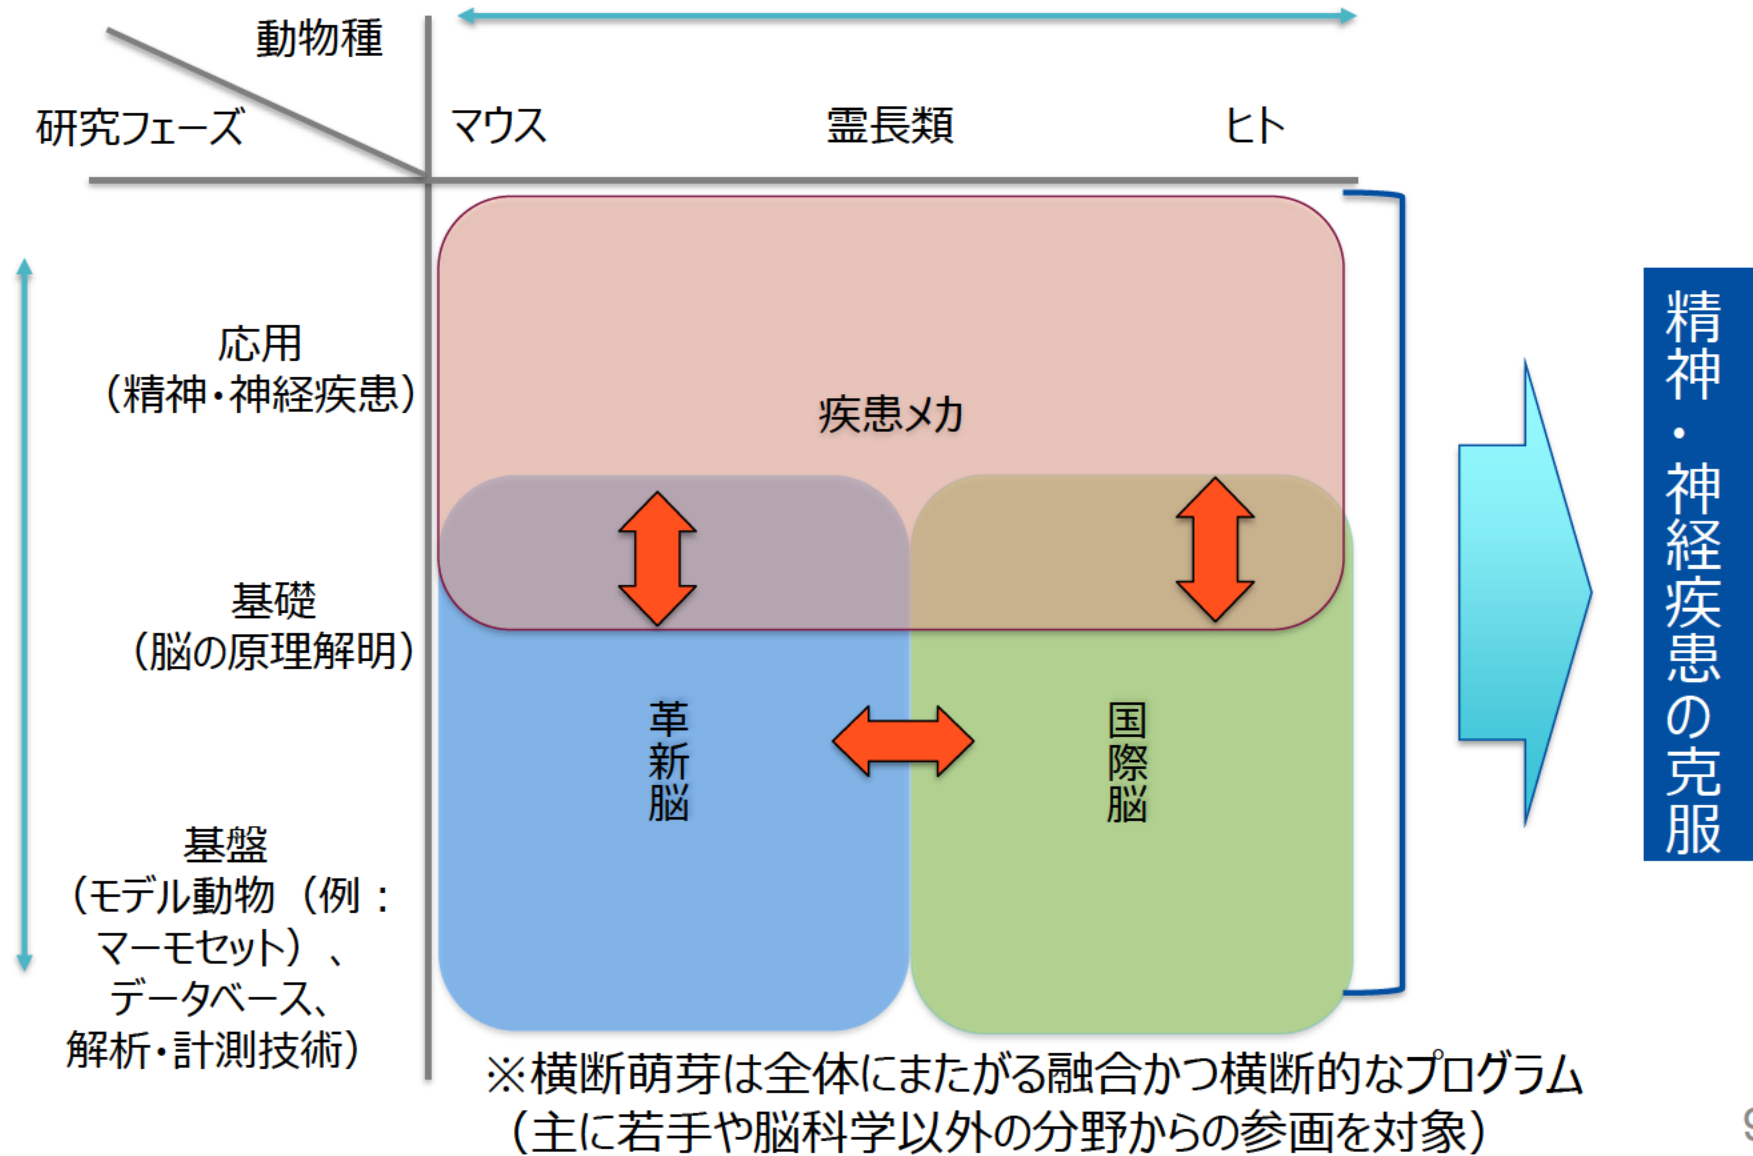 動物種
研究フェーズ
マウス
霊長類
ヒト
応用
（精神・神経疾患）
疾患メカ
基礎
（脳の原理解明）
革新脳
国際脳
基盤
（モデル動物（例：
マーモセット）、
データベース、
解析・計測技術）
精神・神経疾患の克服
※横断萌芽は全体にまたがる融合かつ横断的なプログラム
（主に若手や脳科学以外の分野からの参画を対象）
9